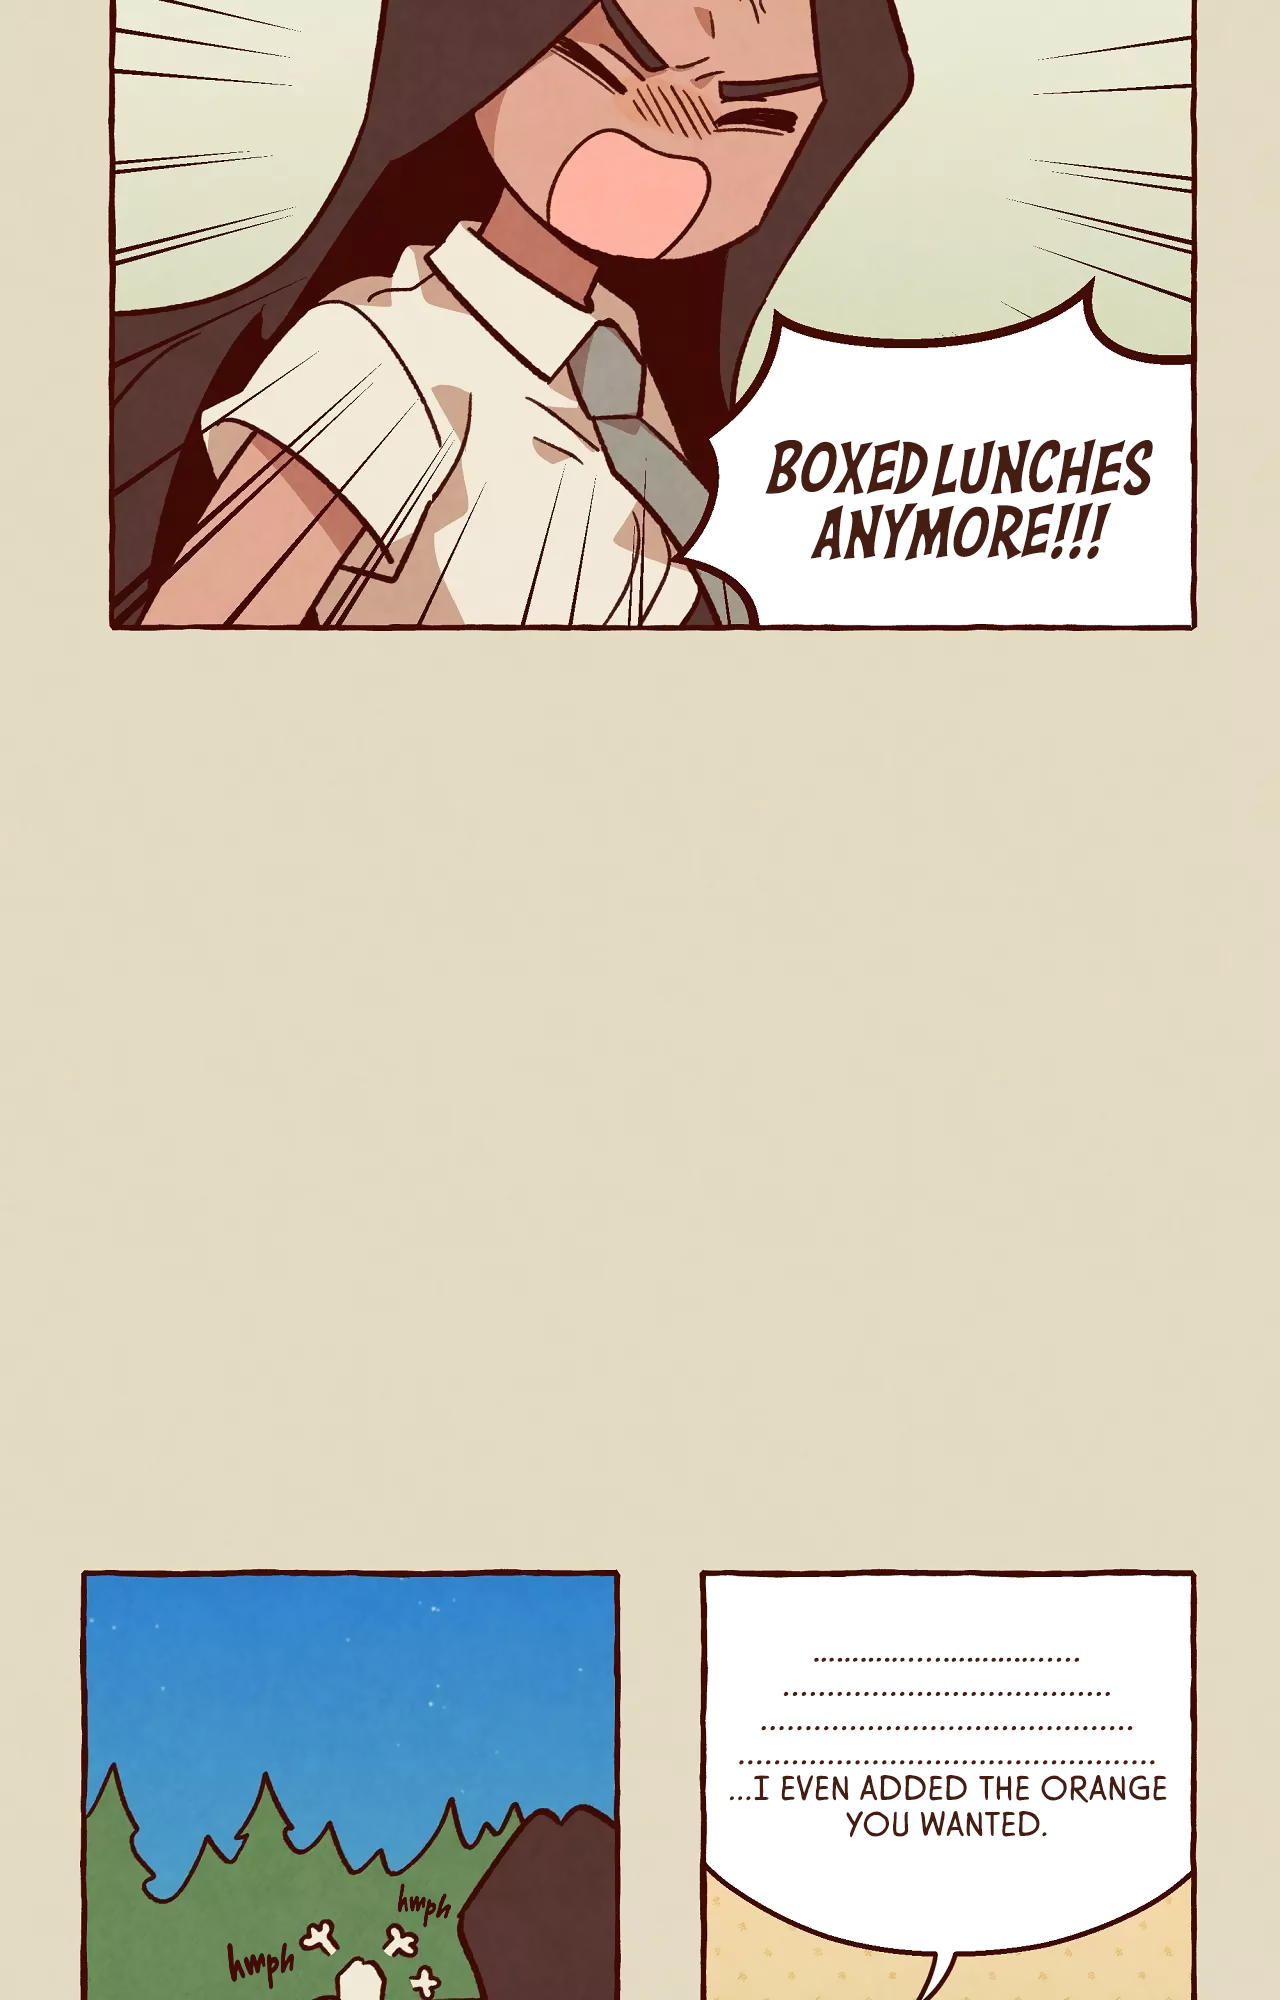 BOXED LUNCHES
ANYMORE!!!
...................................
.....................................
..........................................
...............................................
...I EVEN ADDED THE ORANGE
YOU WANTED.
hmph
hmph